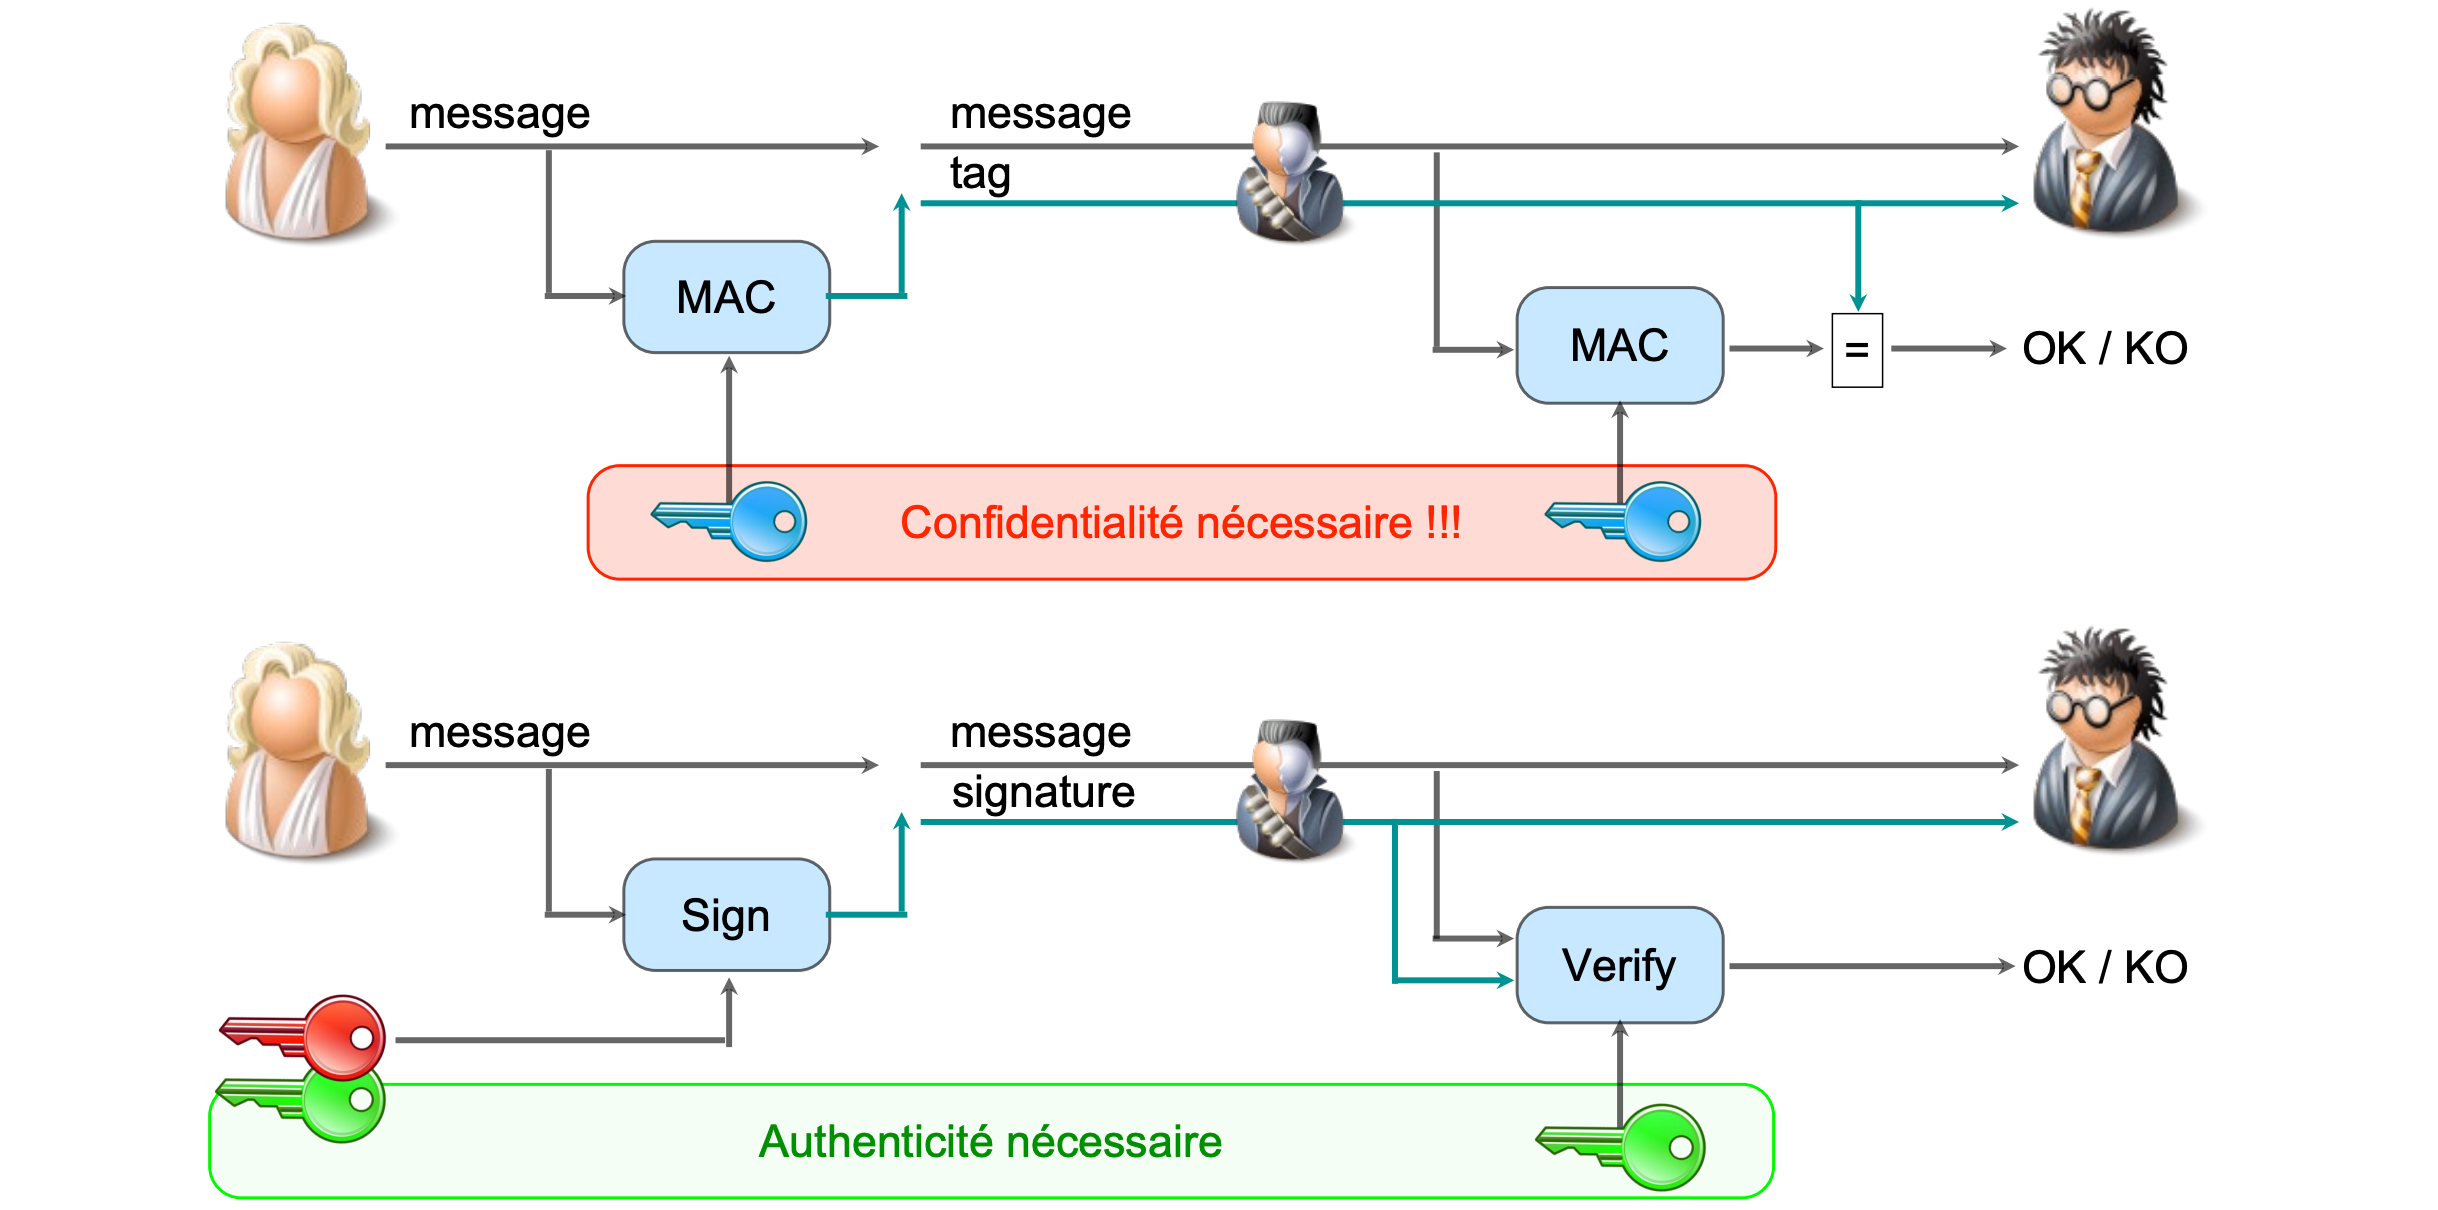 message
message
tag
MAC
MAC
=
OK / KO
Confidentialité nécessaire !!!
message
message
signature
Sign
Verify
OK / KO
Authenticité nécessaire